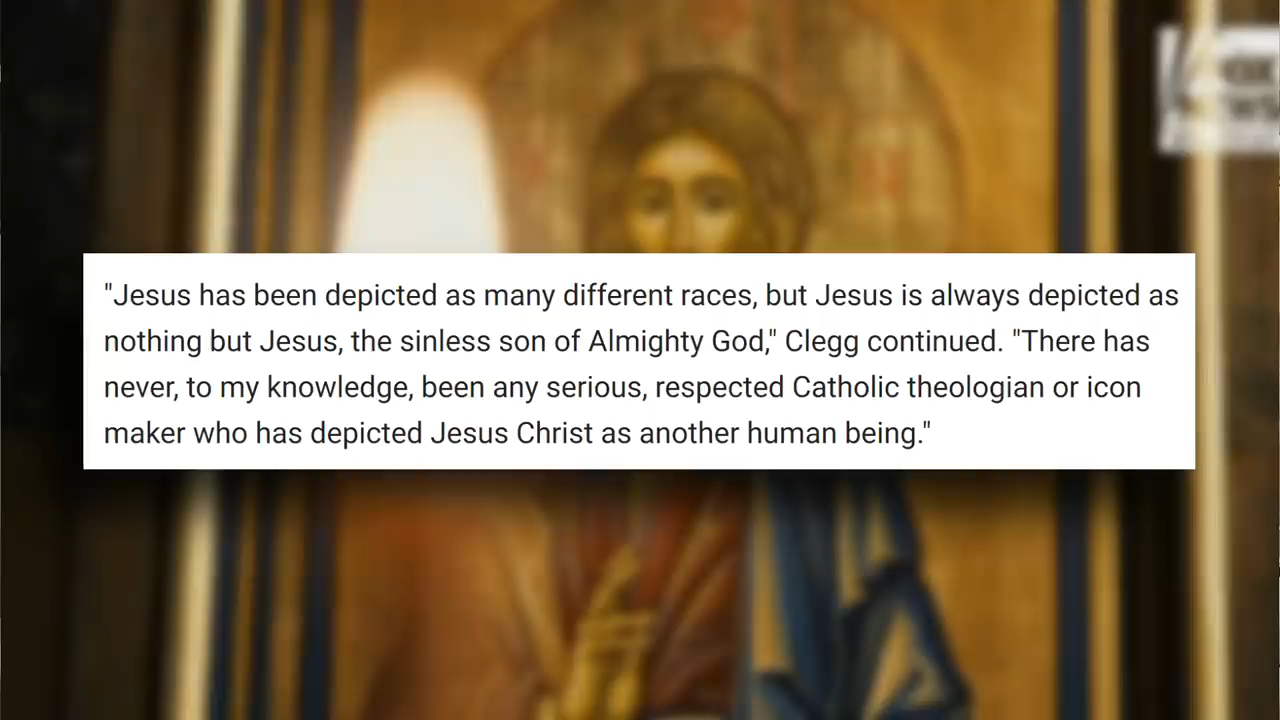 "Jesus has been depicted as many different races, but Jesus is always depicted as
nothing but Jesus, the sinless son of Almighty God," Clegg continued. "There has
never, to my knowledge, been any serious, respected Catholic theologian or icon
maker who has depicted Jesus Christ as another human being."